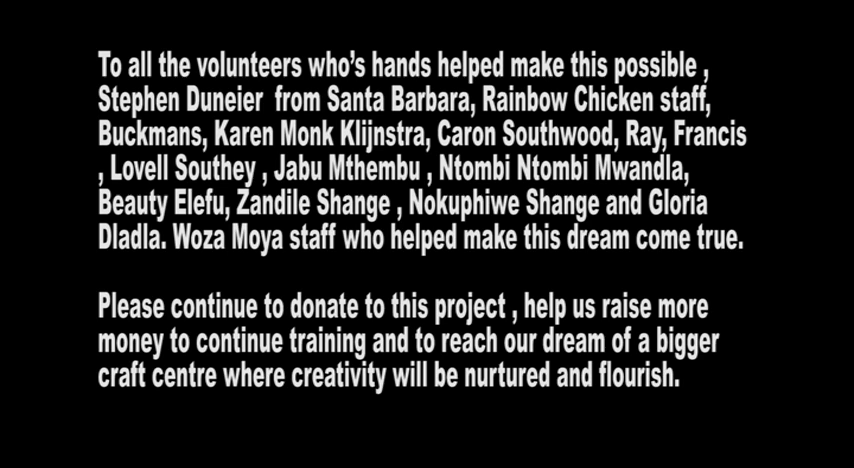 To all the volunteers who's hands helped make this possible ,
Stephen Duneier  from Santa Barbara, Rainbow Chicken staff,
Buckmans, Karen Monk Klijnstra, Caron Southwood, Ray, Francis
, Lovell Southey , Jabu Mthembu , Ntombi Ntombi Mwandla,
Beauty Elefu, Zandile Shange , Nokuphiwe Shange and Gloria
Dladla. Woza Moya staff who helped make this dream come true.
Please continue to donate to this project , help us raise more
money to continue training and to reach our dream of a bigger
craft centre where creativity will be nurtured and flourish.